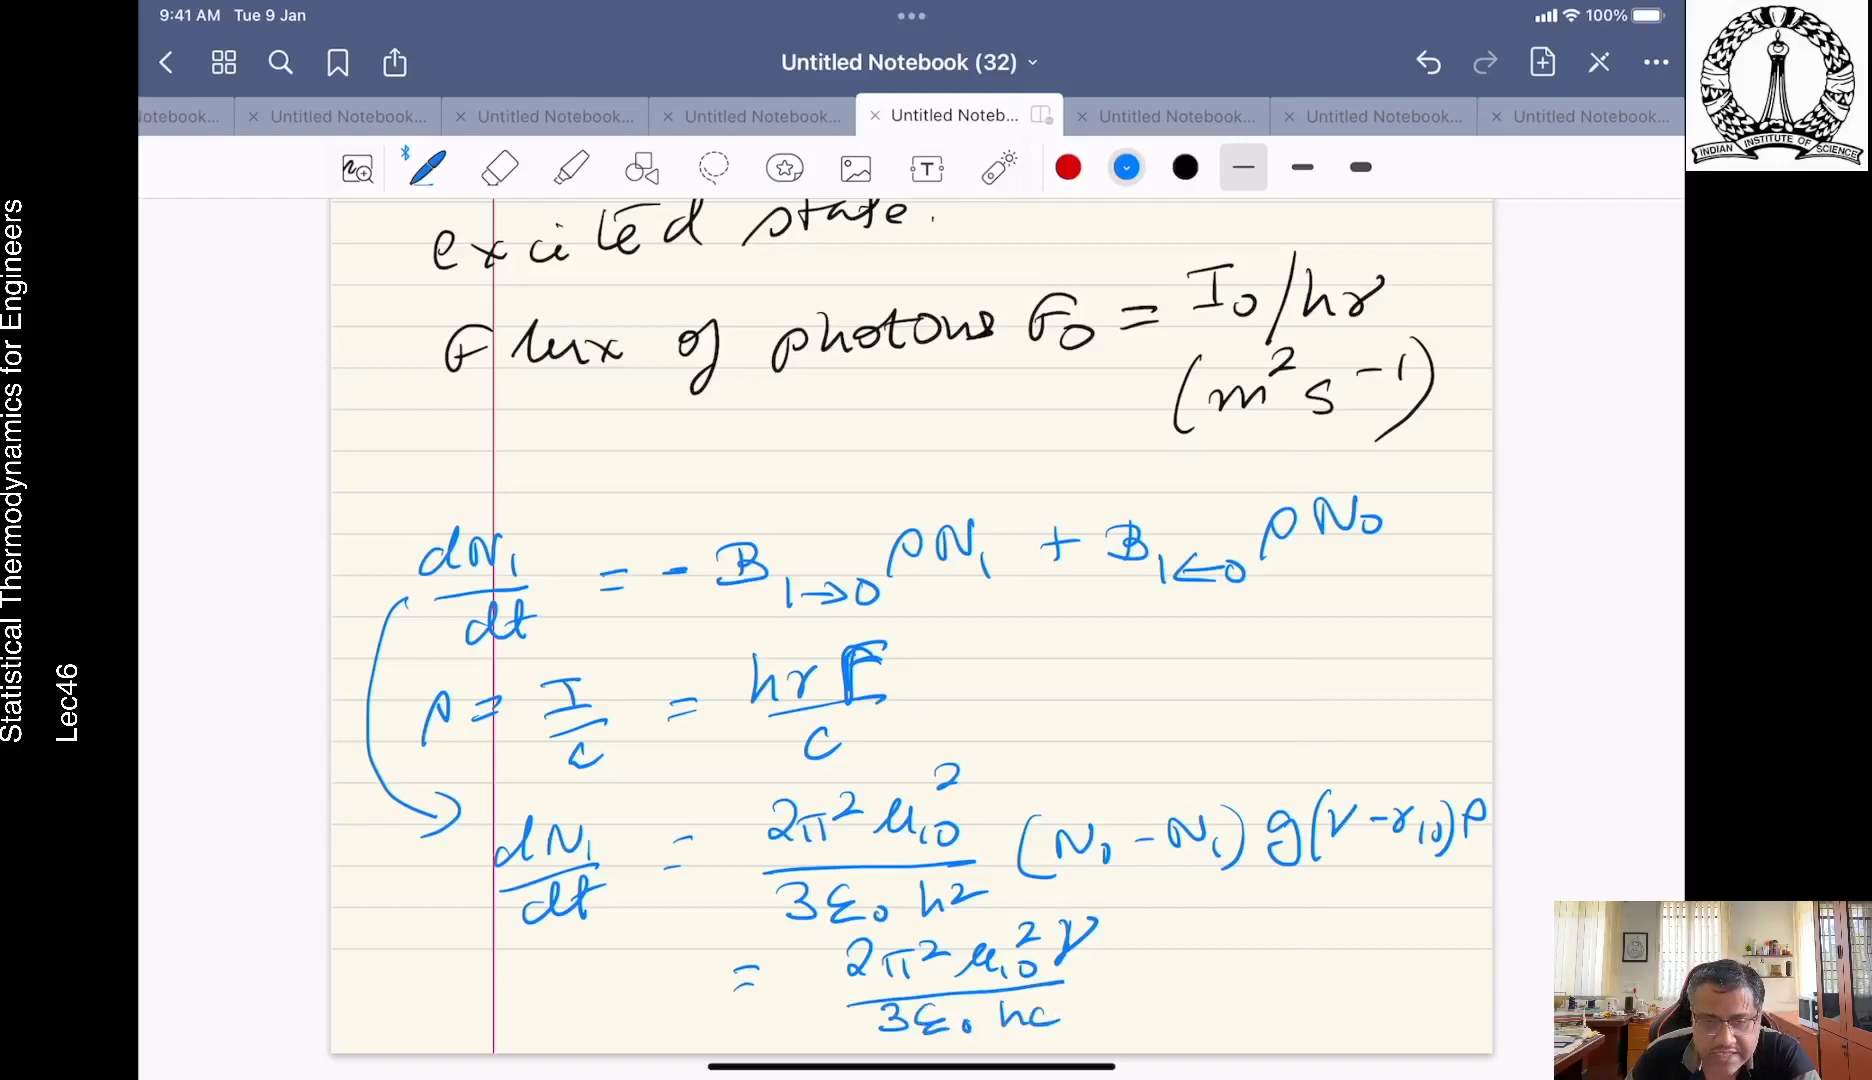 9:41 AM Tue 9 Jan
100%
Untitled Notebook (32)
otebook...
Untitled Notebook...
Untitled Notebook...
Untitled Notebook...
Untitled Noteb...
Untitled Notebook...
Untitled Notebook...
Untitled Notebook...
INDIAN INSTITUTE OF SCIENCE
Statistical Thermodynamics for Engineers
Lec46
excited state.
Flux of photons F₀ = I₀/hν
(m² s⁻¹)
dN₁/dt = - B₁→₀ ρN₁ + B₁←₀ ρN₀
ρ = I/c = hνF/c
dN₁/dt = 2π²μ₁₀²/3ε₀h² (N₀ - N₁) g(ν - ν₁₀) ρ
= 2π²μ₁₀²ν/3ε₀hc